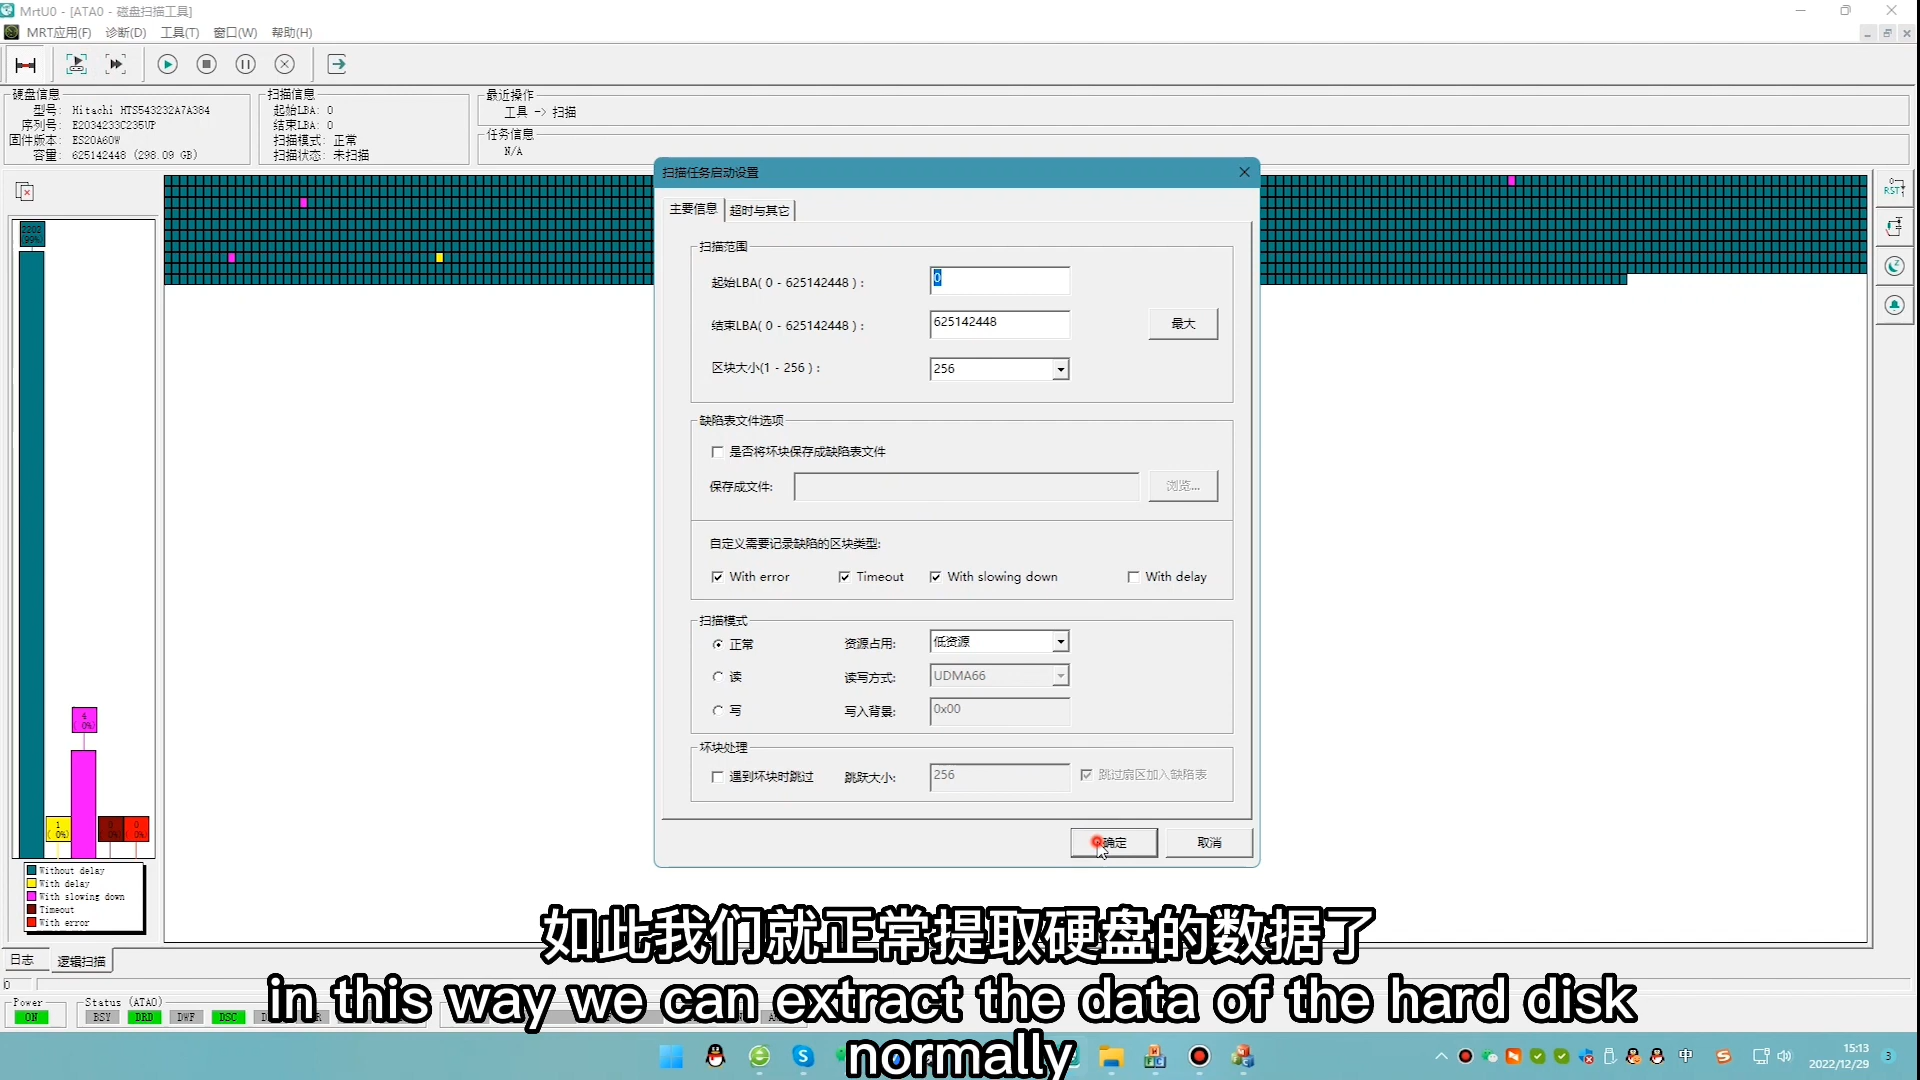 MrtU0 - [ATA0 - 磁盘扫描工具]
MRT应用(F) 诊断(D) 工具(T) 窗口(W) 帮助(H)
硬盘信息
型号: Hitachi HTS543232A7A384
序列号: E2034233C235UP
固件版本: ES2OA60W
容量: 625142448 (298.09 GB)
扫描信息
起始LBA: 0
结束LBA: 0
扫描模式: 正常
扫描状态: 未扫描
最近操作
工具 -> 扫描
任务信息
N/A
扫描任务启动设置
主要信息 超时与其它
扫描范围
起始LBA( 0 - 625142448 ) : 0
结束LBA( 0 - 625142448 ) : 625142448 最大
区块大小(1 - 256 ) : 256
缺陷表文件选项
是否将坏块保存成缺陷表文件
保存成文件: 浏览...
自定义需要记录缺陷的区块类型:
With error Timeout With slowing down With delay
扫描模式
正常 资源占用: 低资源
读 读写方式: UDMA66
写 写入背景: 0x00
坏块处理
遇到坏块时跳过 跳跃大小: 256 跳过扇区加入缺陷表
确定 取消
RST
2202
(99%)
4
( 0%)
1
( 0%)
0
( 0%)
Without delay
With delay
With slowing down
Timeout
With error
日志 逻辑扫描
0
Power
ON
Status (ATA0)
BSY DRD DWF DSC
如此我们就正常提取硬盘的数据了
in this way we can extract the data of the hard disk
normally
中
15:13
2022/12/29
3